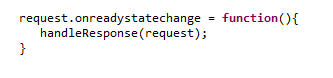 request.onreadystatechange = function(){
   handleResponse(request);
}